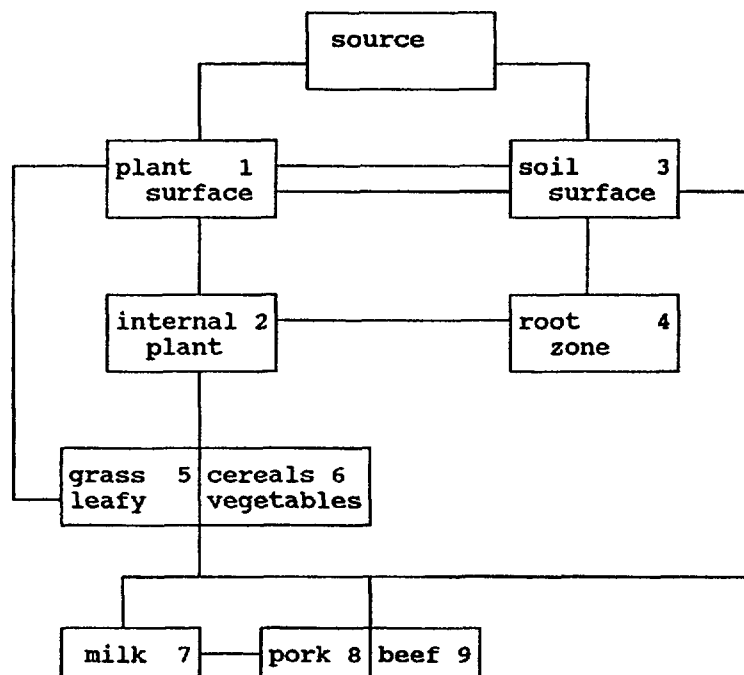 source
plant 1
surface
soil 3
surface
internal 2
plant
root 4
zone
grass 5
leafy
cereals 6
vegetables
milk 7
pork 8
beef 9